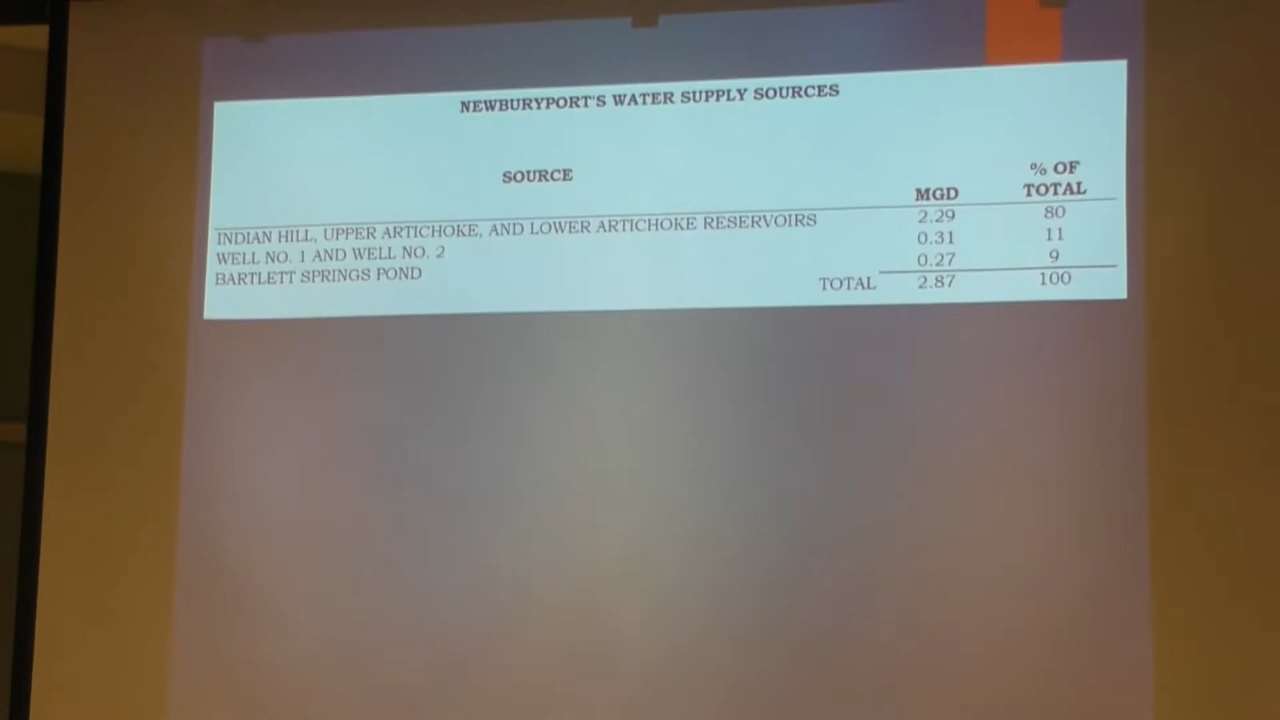 NEWBURYPORT'S WATER SUPPLY SOURCES
SOURCE MGD % OF TOTAL
INDIAN HILL, UPPER ARTICHOKE, AND LOWER ARTICHOKE RESERVOIRS 2.29 80
WELL NO. 1 AND WELL NO. 2 0.31 11
BARTLETT SPRINGS POND 0.27 9
TOTAL 2.87 100